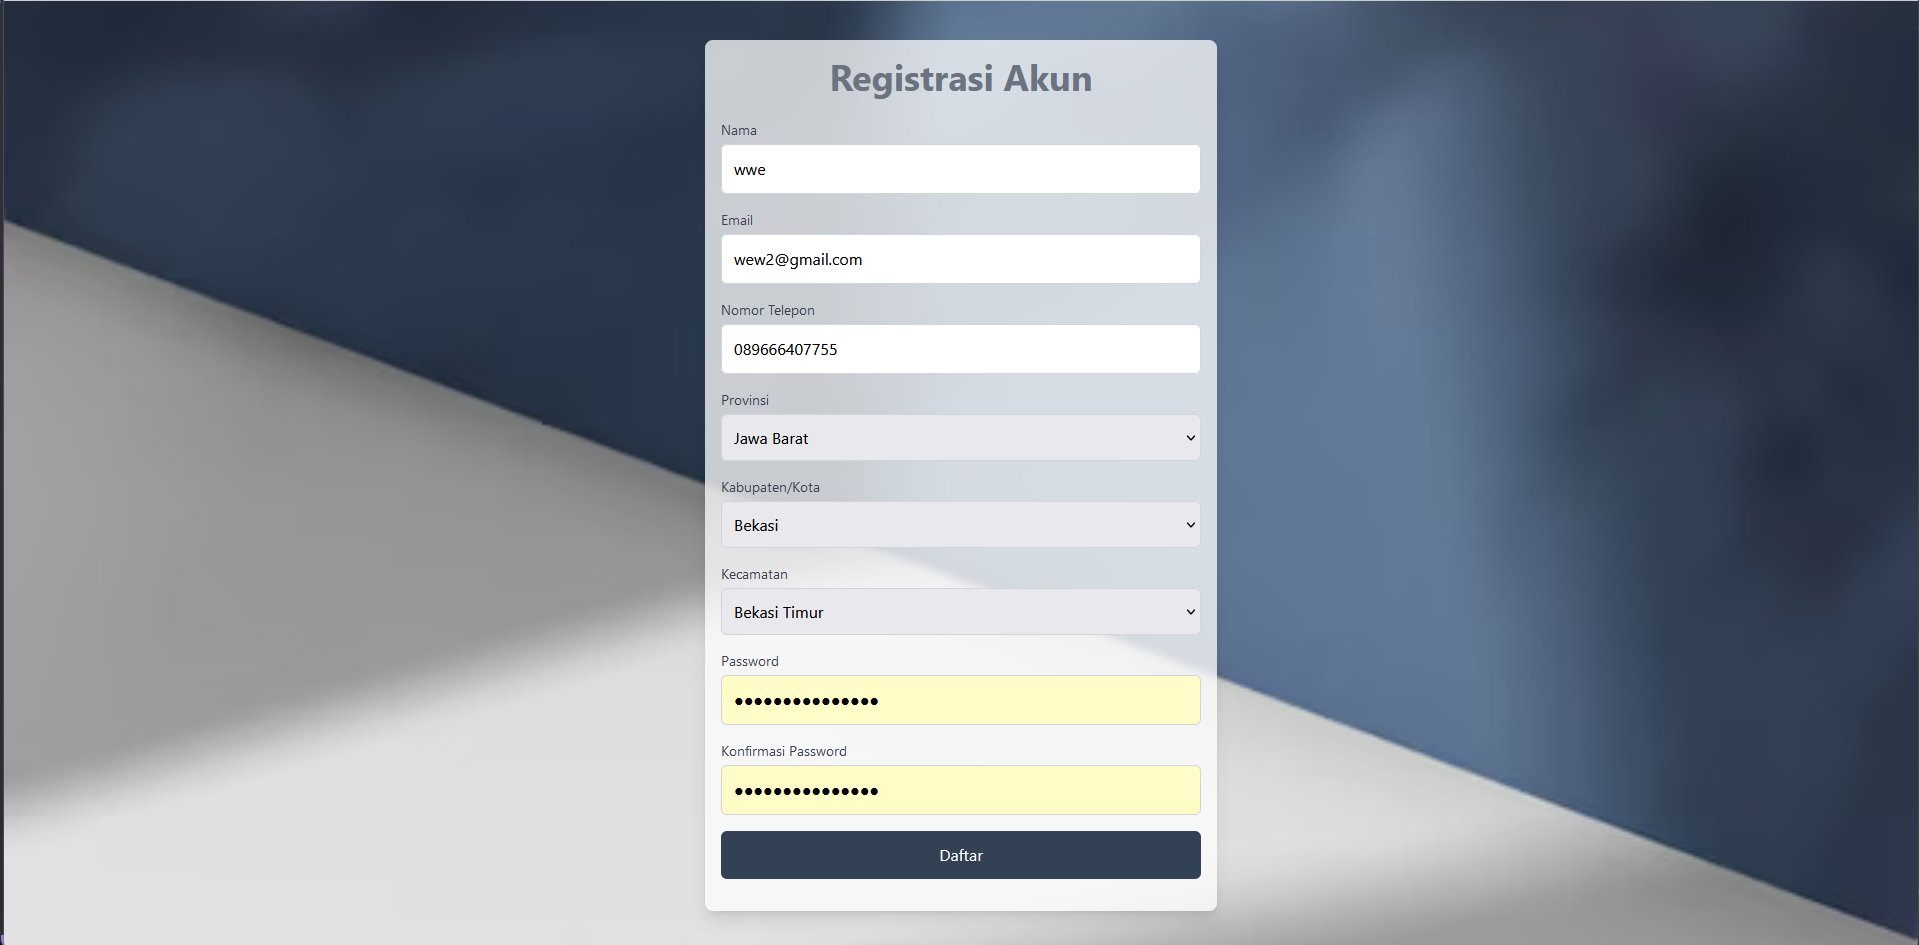 Registrasi Akun
Nama
wwe
Email
wew2@gmail.com
Nomor Telepon
089666407755
Provinsi
Jawa Barat
Kabupaten/Kota
Bekasi
Kecamatan
Bekasi Timur
Password
•••••••••••••••
Konfirmasi Password
•••••••••••••••
Daftar